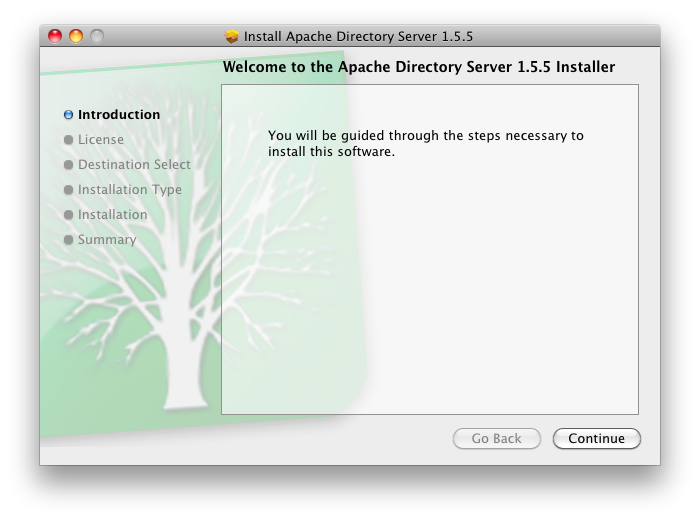 Install Apache Directory Server 1.5.5
Welcome to the Apache Directory Server 1.5.5 Installer
Introduction
License
Destination Select
Installation Type
Installation
Summary
You will be guided through the steps necessary to
install this software.
Go Back
Continue